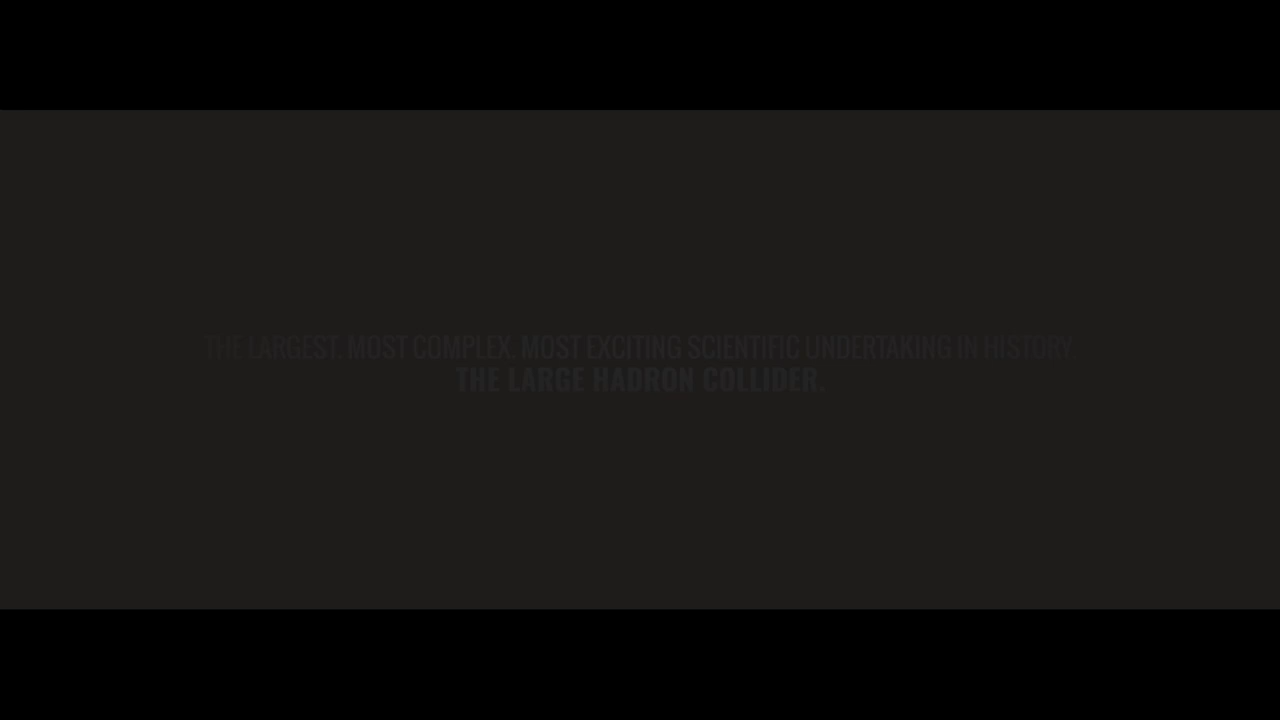 THE LARGEST. MOST COMPLEX. MOST EXCITING SCIENTIFIC UNDERTAKING IN HISTORY
THE LARGE HADRON COLLIDER.